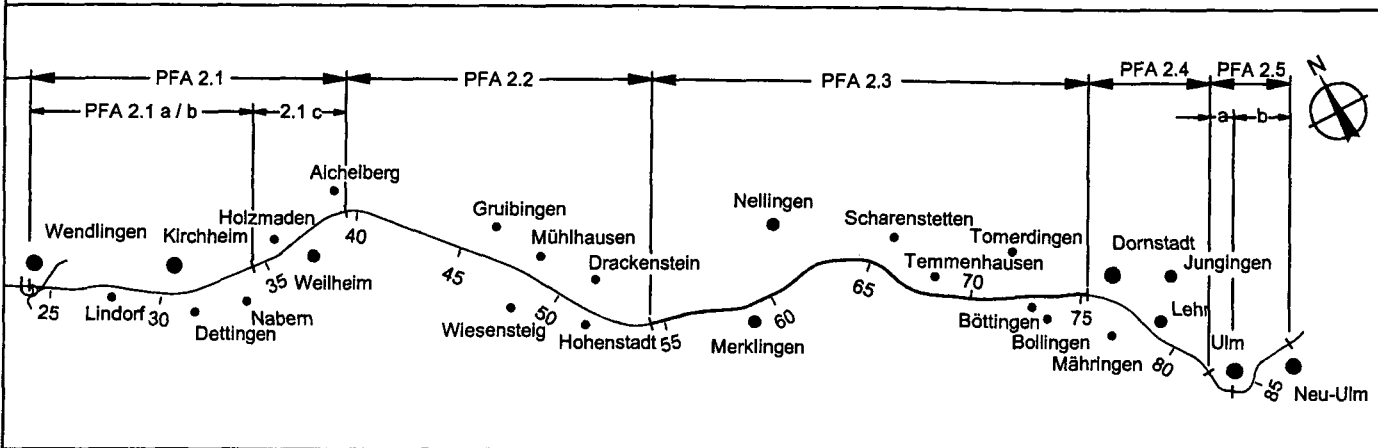 PFA 2.1
PFA 2.2
PFA 2.3
PFA 2.4
PFA 2.5
N
PFA 2.1 a / b
2.1 c
a
b
Aichelberg
Wendlingen
Kirchheim
Holzmaden
Weilheim
Lindorf
Dettingen
Nabern
25
30
35
40
Gruibingen
Mühlhausen
Drackenstein
Wiesensteig
Hohenstadt
45
50
55
Nellingen
Merklingen
Scharenstetten
Temmenhausen
Tomerdingen
60
65
70
75
Böttingen
Bollingen
Mähringen
Dornstadt
Jungingen
Lehr
Ulm
80
85
Neu-Ulm